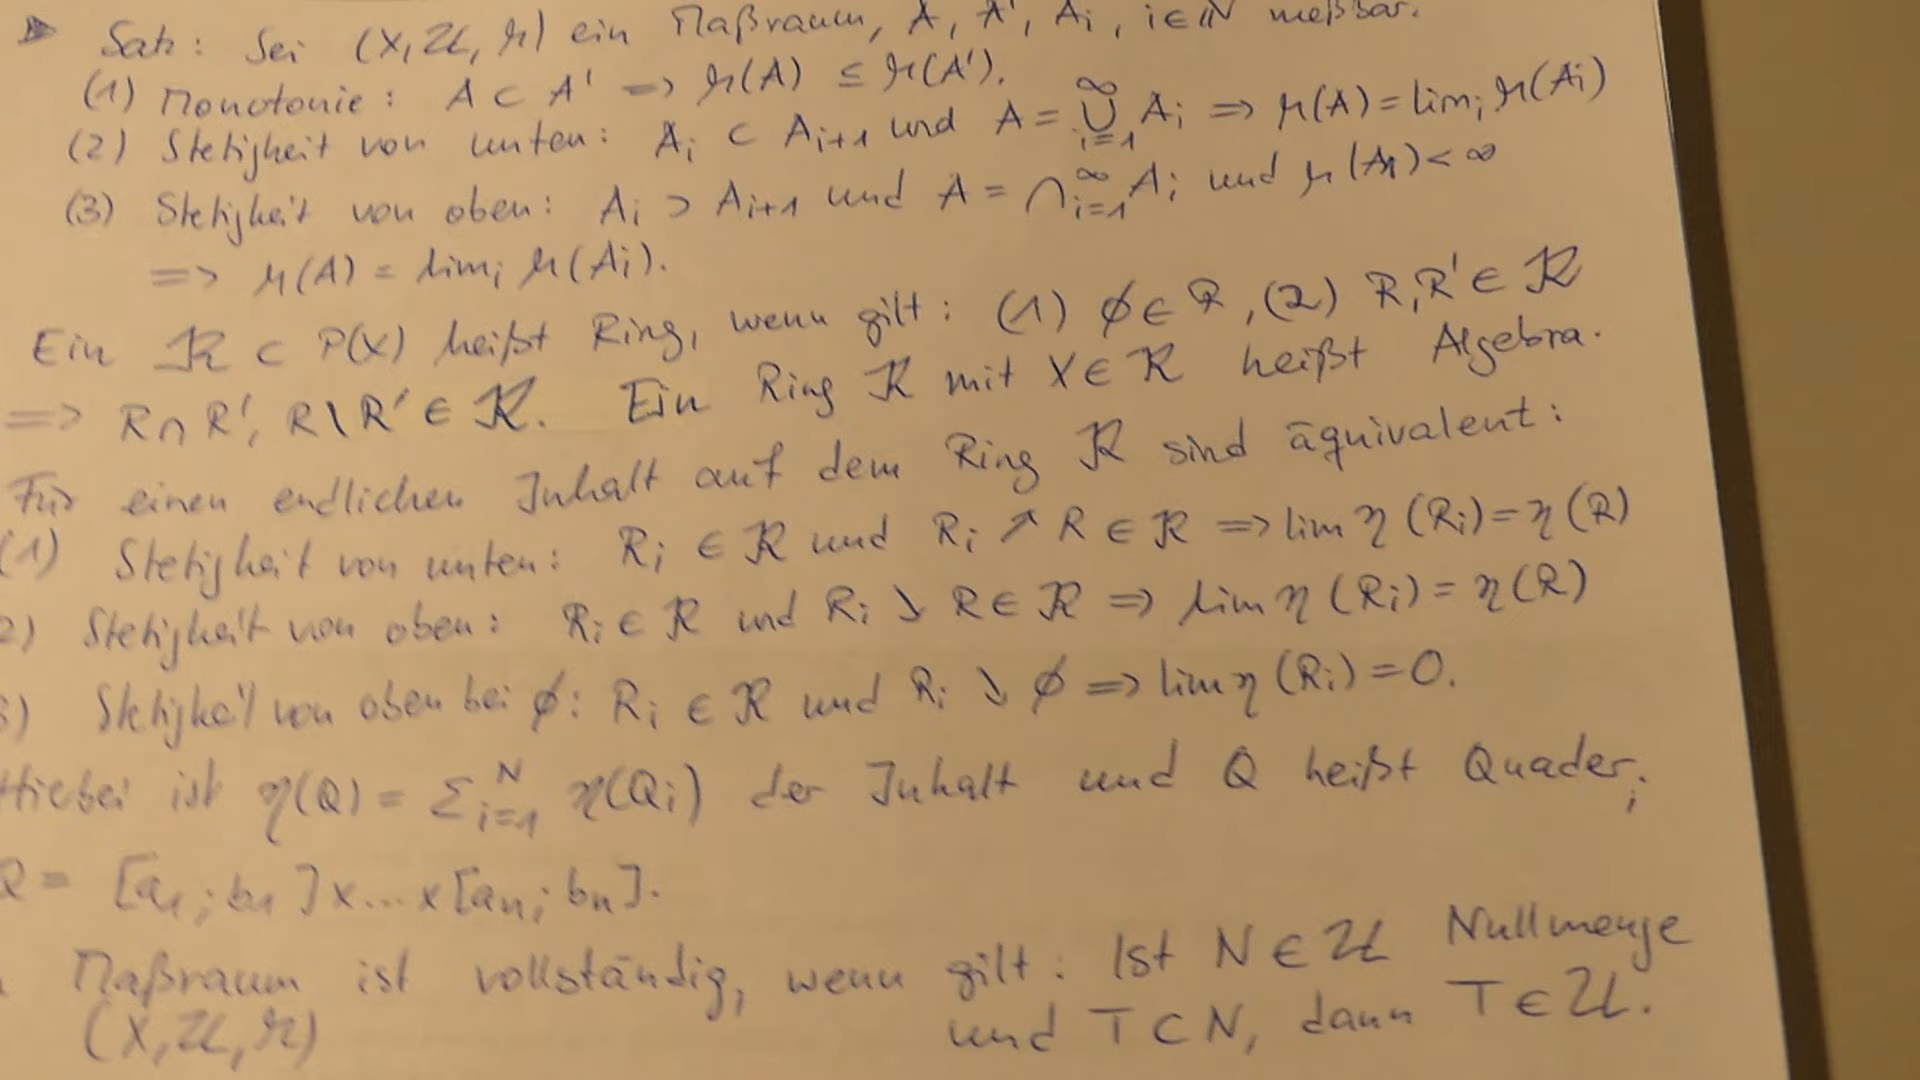 Satz: Sei (X, 𝒰, μ) ein Maßraum, A, A', Aᵢ, i∈ℕ meßbar.
(1) Monotonie: A ⊂ A' => μ(A) ≤ μ(A').
(2) Stetigkeit von unten: Aᵢ ⊂ Aᵢ₊₁ und A = ⋃_{i=1}^∞ Aᵢ => μ(A) = limᵢ μ(Aᵢ)
(3) Stetigkeit von oben: Aᵢ ⊃ Aᵢ₊₁ und A = ⋂_{i=1}^∞ Aᵢ und μ(A₁) < ∞
=> μ(A) = limᵢ μ(Aᵢ).
Ein ℛ ⊂ P(X) heißt Ring, wenn gilt: (1) ∅ ∈ ℛ, (2) R,R' ∈ ℛ
=> R∩R', R\R' ∈ ℛ. Ein Ring ℛ mit X ∈ ℛ heißt Algebra.
Für einen endlichen Inhalt auf dem Ring ℛ sind äquivalent:
(1) Stetigkeit von unten: Rᵢ ∈ ℛ und Rᵢ ↗ R ∈ ℛ => lim η(Rᵢ) = η(R)
2) Stetigkeit von oben: Rᵢ ∈ ℛ und Rᵢ ↘ R ∈ ℛ => lim η(Rᵢ) = η(R)
3) Stetigkeit von oben bei ∅: Rᵢ ∈ ℛ und Rᵢ ↘ ∅ => lim η(Rᵢ) = 0.
Hiebei ist η(Q) = Σ_{i=1}^N η(Qᵢ) der Inhalt und Q heißt Quader;
Q = [a₁; b₁]×...×[aₙ; bₙ].
Maßraum ist vollständig, wenn gilt: Ist N ∈ 𝒰 Nullmenge
(X, 𝒰, μ) und T ⊂ N, dann T ∈ 𝒰.